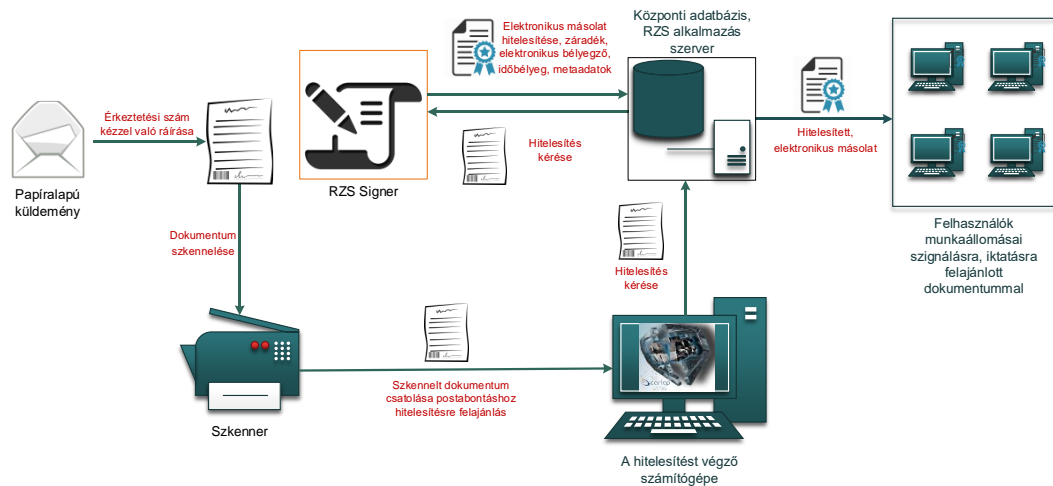 Elektronikus másolat
hitelesítése, záradék,
elektronikus bélyegző,
időbélyeg, metaadatok
Központi adatbázis,
RZS alkalmazás
szerver
Érkeztetési szám
kézzel való ráírása
Papíralapú
küldemény
RZS Signer
Hitelesítés
kérése
Hitelesített,
elektronikus másolat
Felhasználók
munkaállomásai
szignálásra, iktatásra
felajánlott
dokumentummal
Dokumentum
szkennelése
Hitelesítés
kérése
Szkennelt dokumentum
csatolása postabontáshoz
hitelesítésre felajánlás
Szkenner
A hitelesítést végző
számítógépe